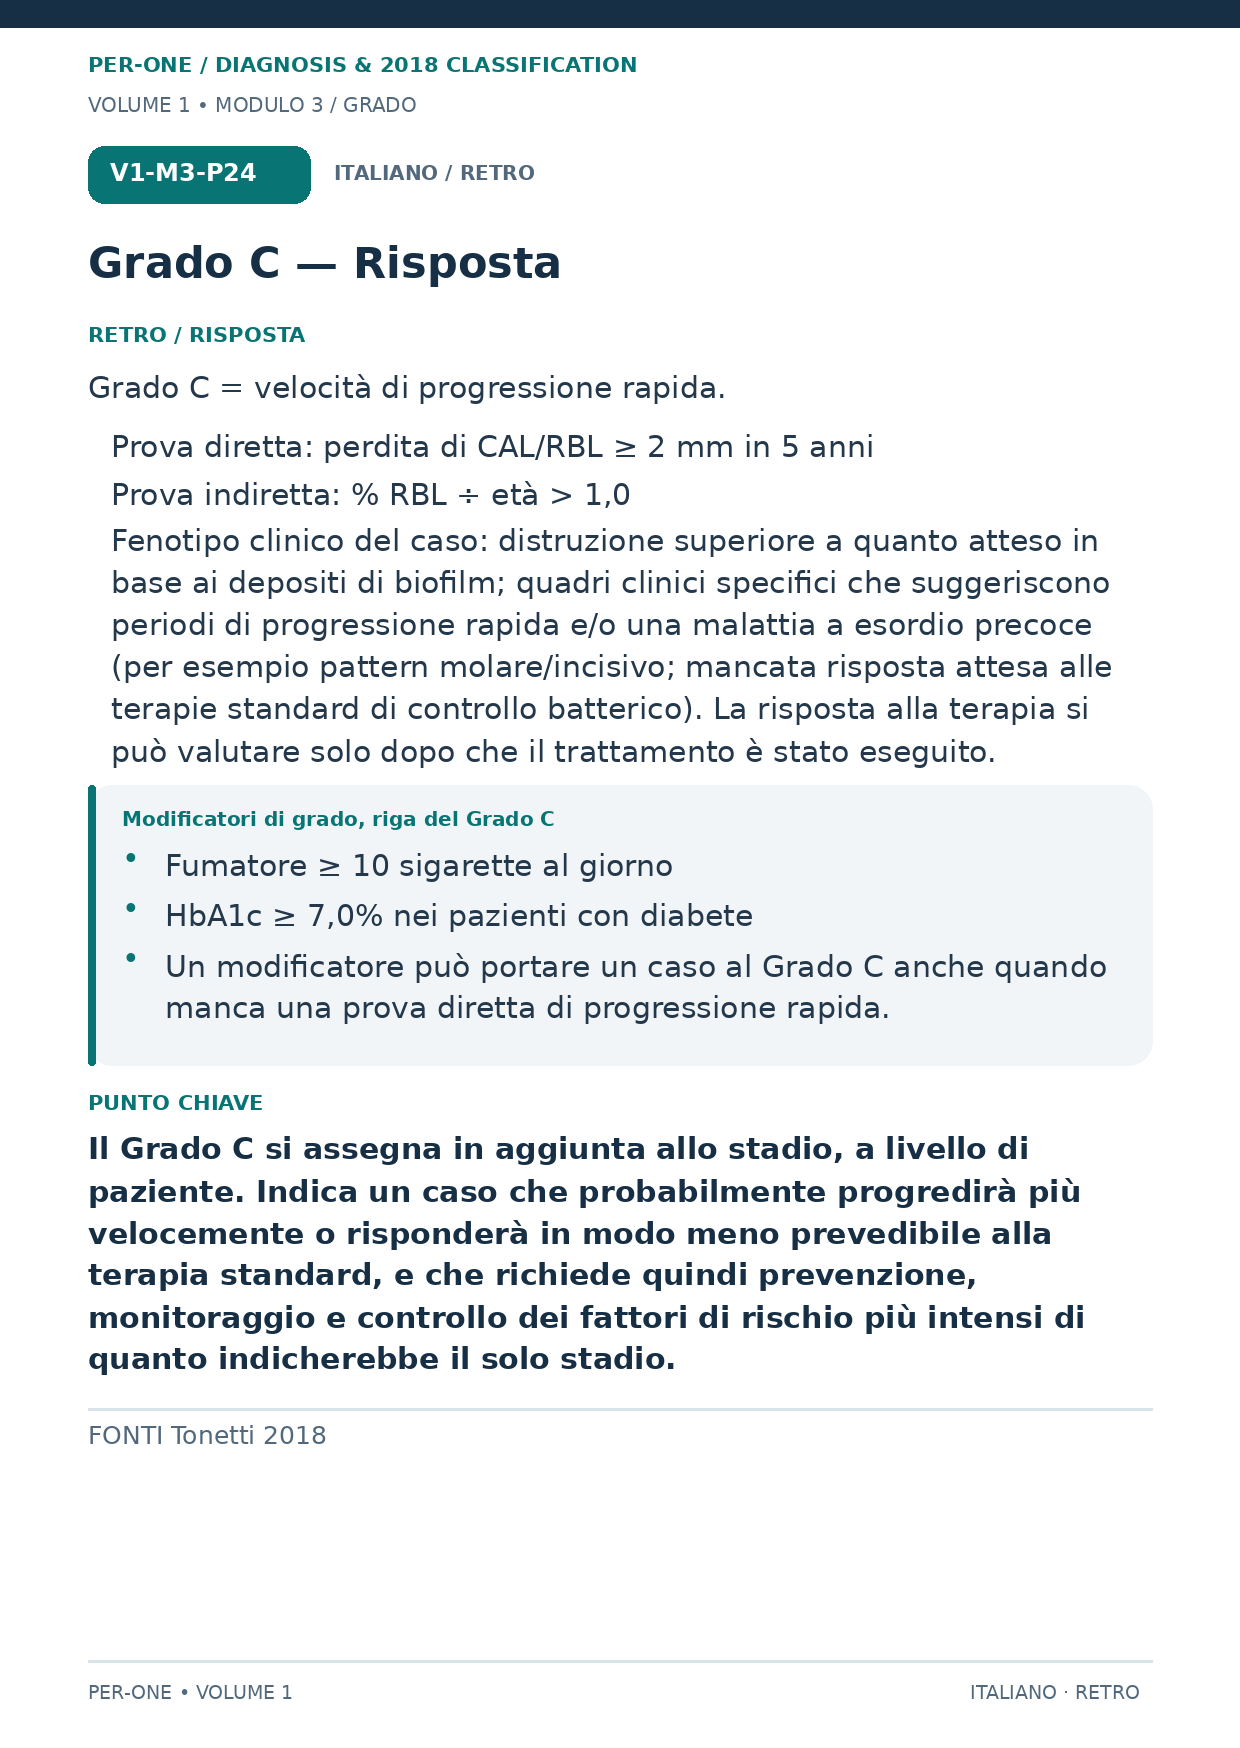 PER-ONE / DIAGNOSIS & 2018 CLASSIFICATION
VOLUME 1 • MODULO 3 / GRADO
V1-M3-P24
ITALIANO / RETRO
Grado C — Risposta
RETRO / RISPOSTA
Grado C = velocità di progressione rapida.
Prova diretta: perdita di CAL/RBL ≥ 2 mm in 5 anni
Prova indiretta: % RBL ÷ età > 1,0
Fenotipo clinico del caso: distruzione superiore a quanto atteso in
base ai depositi di biofilm; quadri clinici specifici che suggeriscono
periodi di progressione rapida e/o una malattia a esordio precoce
(per esempio pattern molare/incisivo; mancata risposta attesa alle
terapie standard di controllo batterico). La risposta alla terapia si
può valutare solo dopo che il trattamento è stato eseguito.
Modificatori di grado, riga del Grado C
• Fumatore ≥ 10 sigarette al giorno
• HbA1c ≥ 7,0% nei pazienti con diabete
• Un modificatore può portare un caso al Grado C anche quando
manca una prova diretta di progressione rapida.
PUNTO CHIAVE
Il Grado C si assegna in aggiunta allo stadio, a livello di
paziente. Indica un caso che probabilmente progredirà più
velocemente o risponderà in modo meno prevedibile alla
terapia standard, e che richiede quindi prevenzione,
monitoraggio e controllo dei fattori di rischio più intensi di
quanto indicherebbe il solo stadio.
FONTI Tonetti 2018
PER-ONE • VOLUME 1
ITALIANO · RETRO